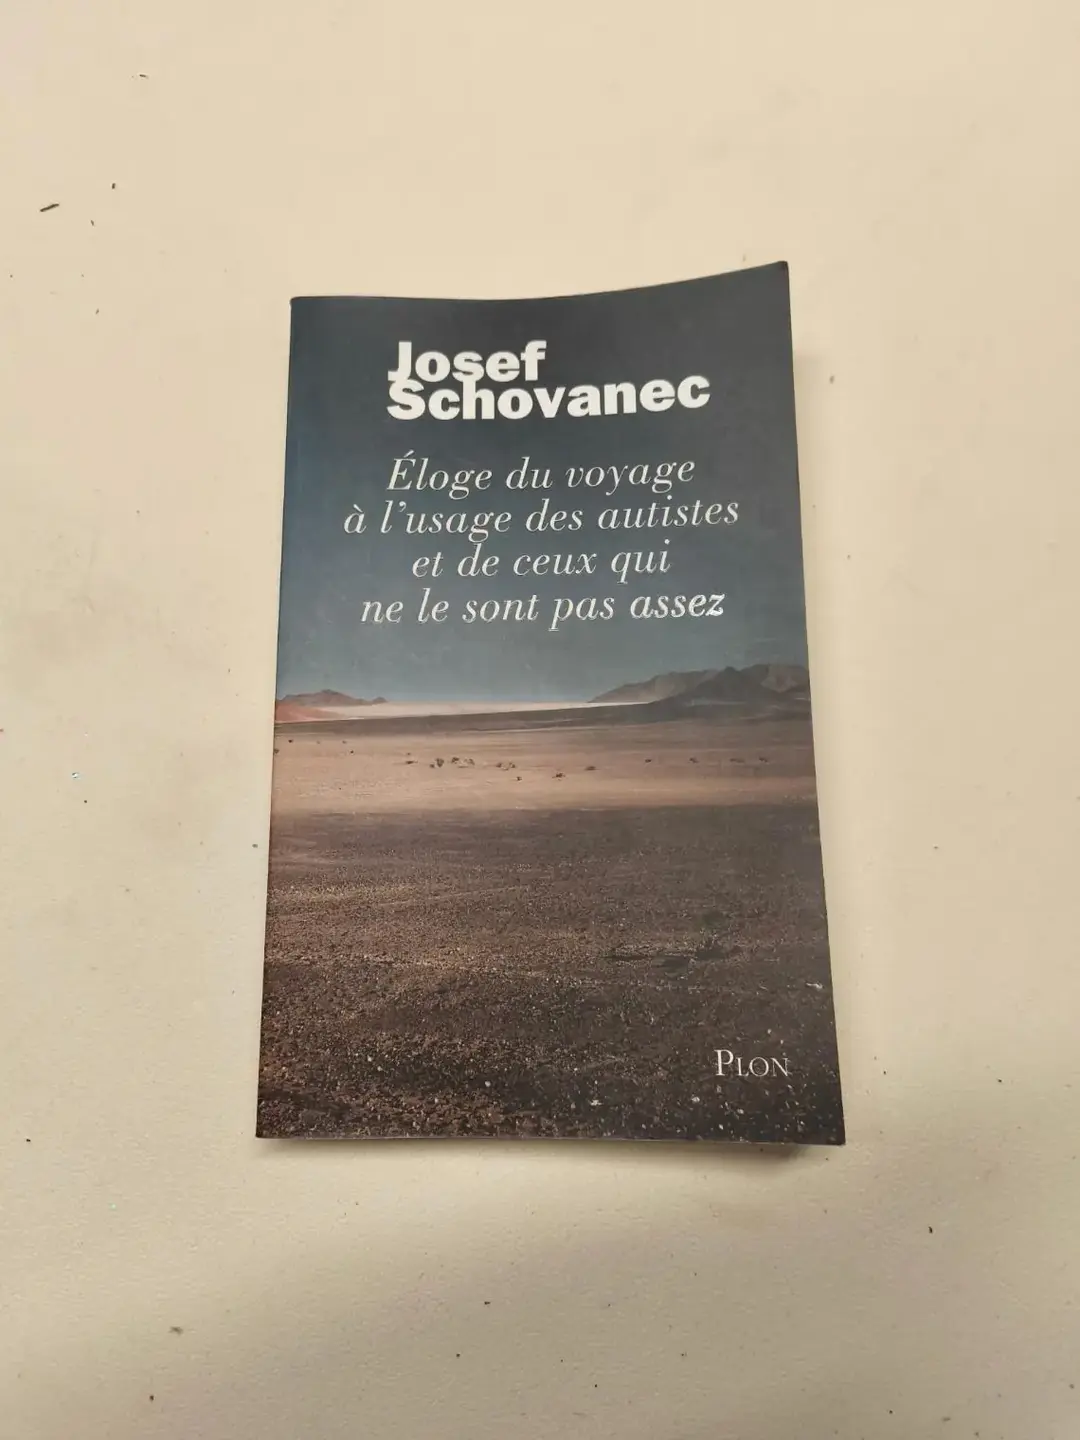 Josef
Schovanec
Éloge du voyage
à l'usage des autistes
et de ceux qui
ne le sont pas assez
PLON